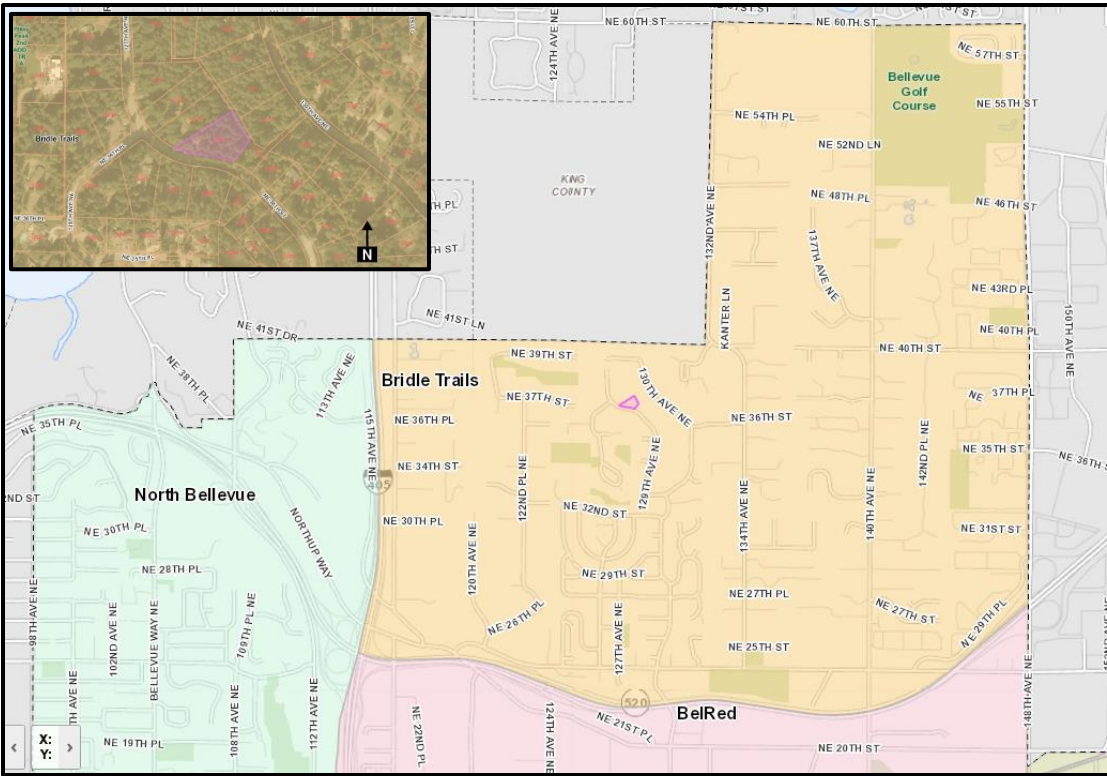 NE 60TH ST
NE 60TH ST
124TH AVE NE
NE 57TH ST
Bellevue
Golf
Course
NE 55TH ST
NE 54TH PL
NE 52ND LN
Bridle Trails
N
KING
COUNTY
NE 48TH PL
NE 46TH ST
132ND AVE NE
137TH AVE NE
NE 43RD PL
KANTER LN
150TH AVE NE
NE 41ST LN
NE 41ST DR
NE 40TH PL
NE 40TH ST
NE 39TH ST
NE 38TH PL
113TH AVE NE
Bridle Trails
130TH AVE NE
NE 37TH ST
NE 37TH PL
NE 36TH PL
NE 36TH ST
NE 35TH PL
115TH AVE NE
NE 35TH ST
142ND PL NE
NE 36TH S
NE 34TH ST
405
129TH AVE NE
122ND PL NE
North Bellevue
2ND ST
NE 32ND ST
134TH AVE NE
140TH AVE NE
NE 30TH PL
NE 30TH PL
NE 31ST ST
NORTHUP WAY
120TH AVE NE
NE 28TH PL
NE 29TH ST
NE 27TH PL
NE 27TH ST
NE 29TH PL
98TH AVE NE
102ND AVE NE
BELLEVUE WAY NE
109TH PL NE
NE 26TH PL
127TH AVE NE
NE 25TH ST
148TH AVE NE
TH AVE NE
108TH AVE NE
112TH AVE NE
520
BelRed
NE 22ND PL
124TH AVE NE
NE 21ST PL
X:
Y:
NE 19TH PL
NE 20TH ST